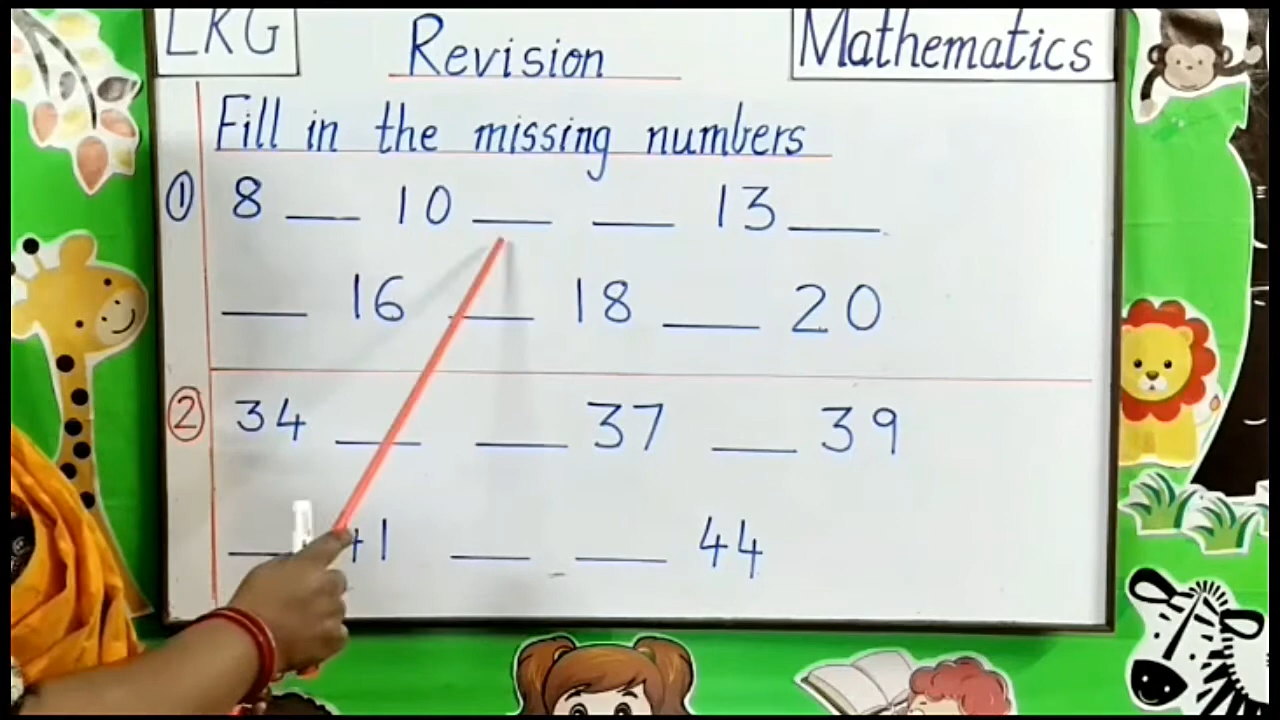 LKG Revision Mathematics
Fill in the missing numbers
① 8 __ 10 __ __ 13 __
__ 16 __ 18 __ 20
② 34 __ __ 37 __ 39
__ 41 __ __ 44